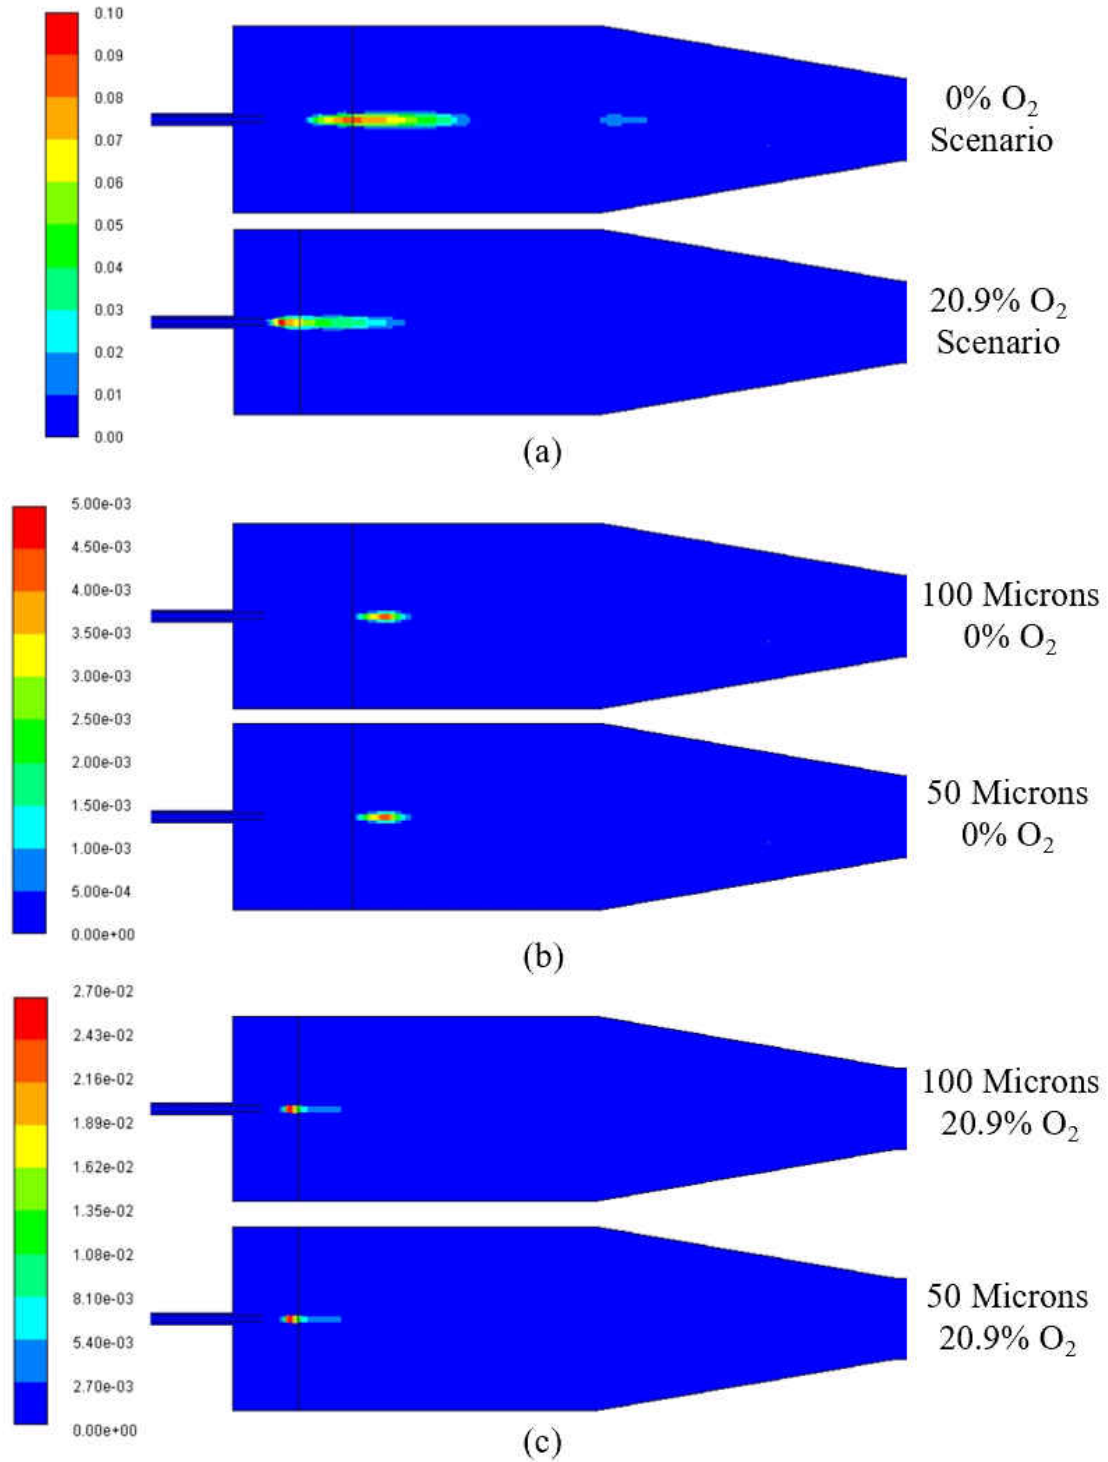 0.10
0.09
0.08
0.07
0.06
0.05
0.04
0.03
0.02
0.01
0.00
0% O₂
Scenario
20.9% O₂
Scenario
(a)
5.00e-03
4.50e-03
4.00e-03
3.50e-03
3.00e-03
2.50e-03
2.00e-03
1.50e-03
1.00e-03
5.00e-04
0.00e+00
100 Microns
0% O₂
50 Microns
0% O₂
(b)
2.70e-02
2.43e-02
2.16e-02
1.89e-02
1.62e-02
1.35e-02
1.08e-02
8.10e-03
5.40e-03
2.70e-03
0.00e+00
100 Microns
20.9% O₂
50 Microns
20.9% O₂
(c)